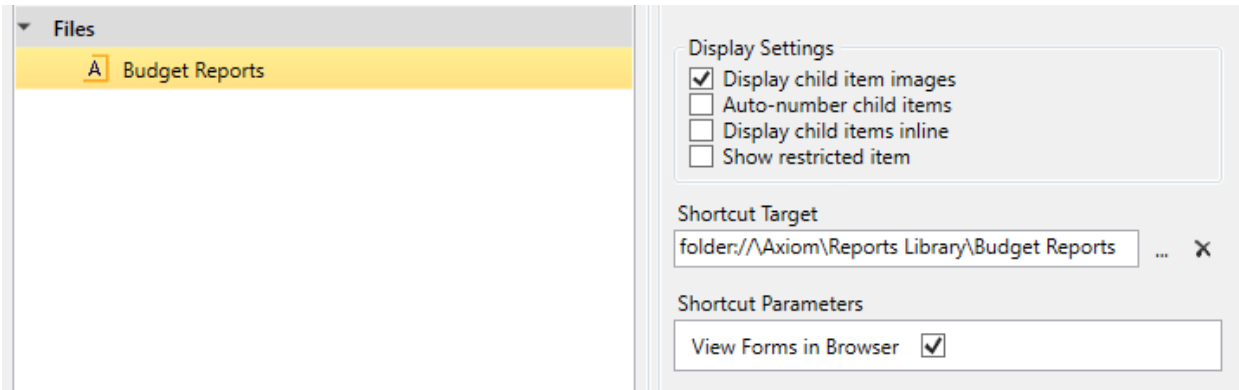 Files
A Budget Reports
Display Settings
Display child item images
Auto-number child items
Display child items inline
Show restricted item
Shortcut Target
folder://\Axiom\Reports Library\Budget Reports ...
Shortcut Parameters
View Forms in Browser